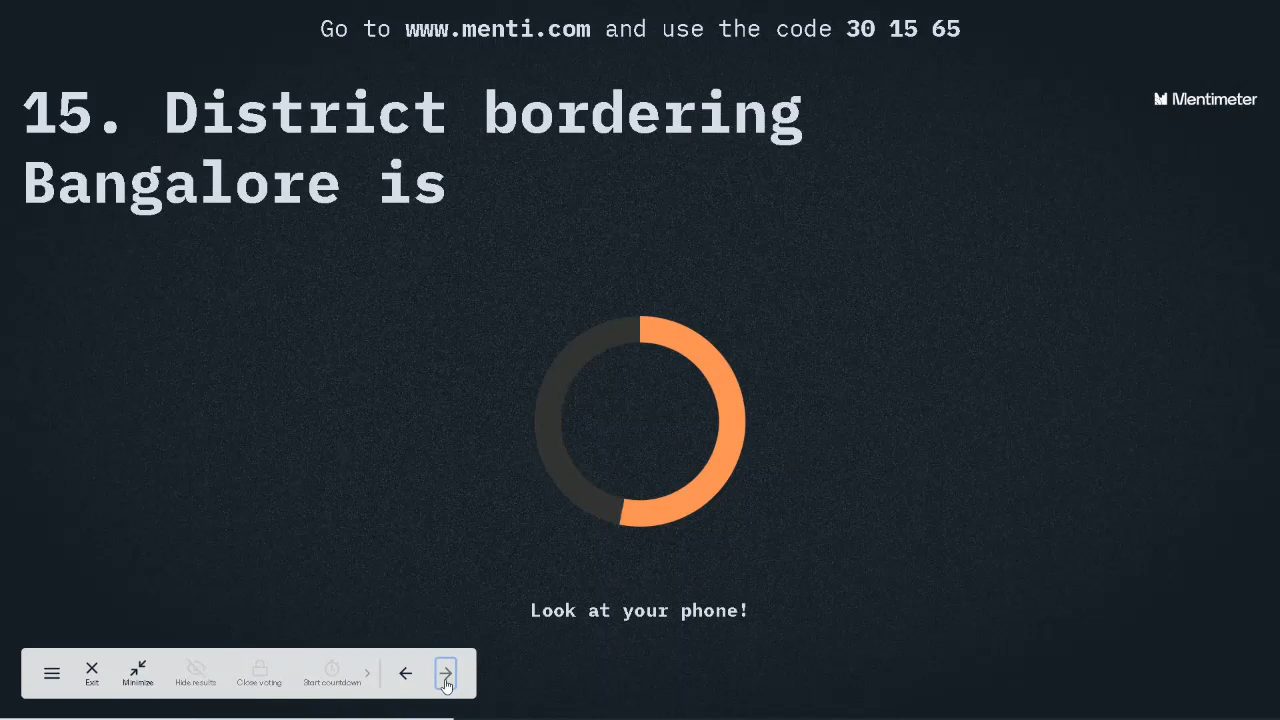 Go to www.menti.com and use the code 30 15 65
15. District bordering
Bangalore is
Mentimeter
Look at your phone!
Exit
Minimize
Hide results
Close voting
Start countdown